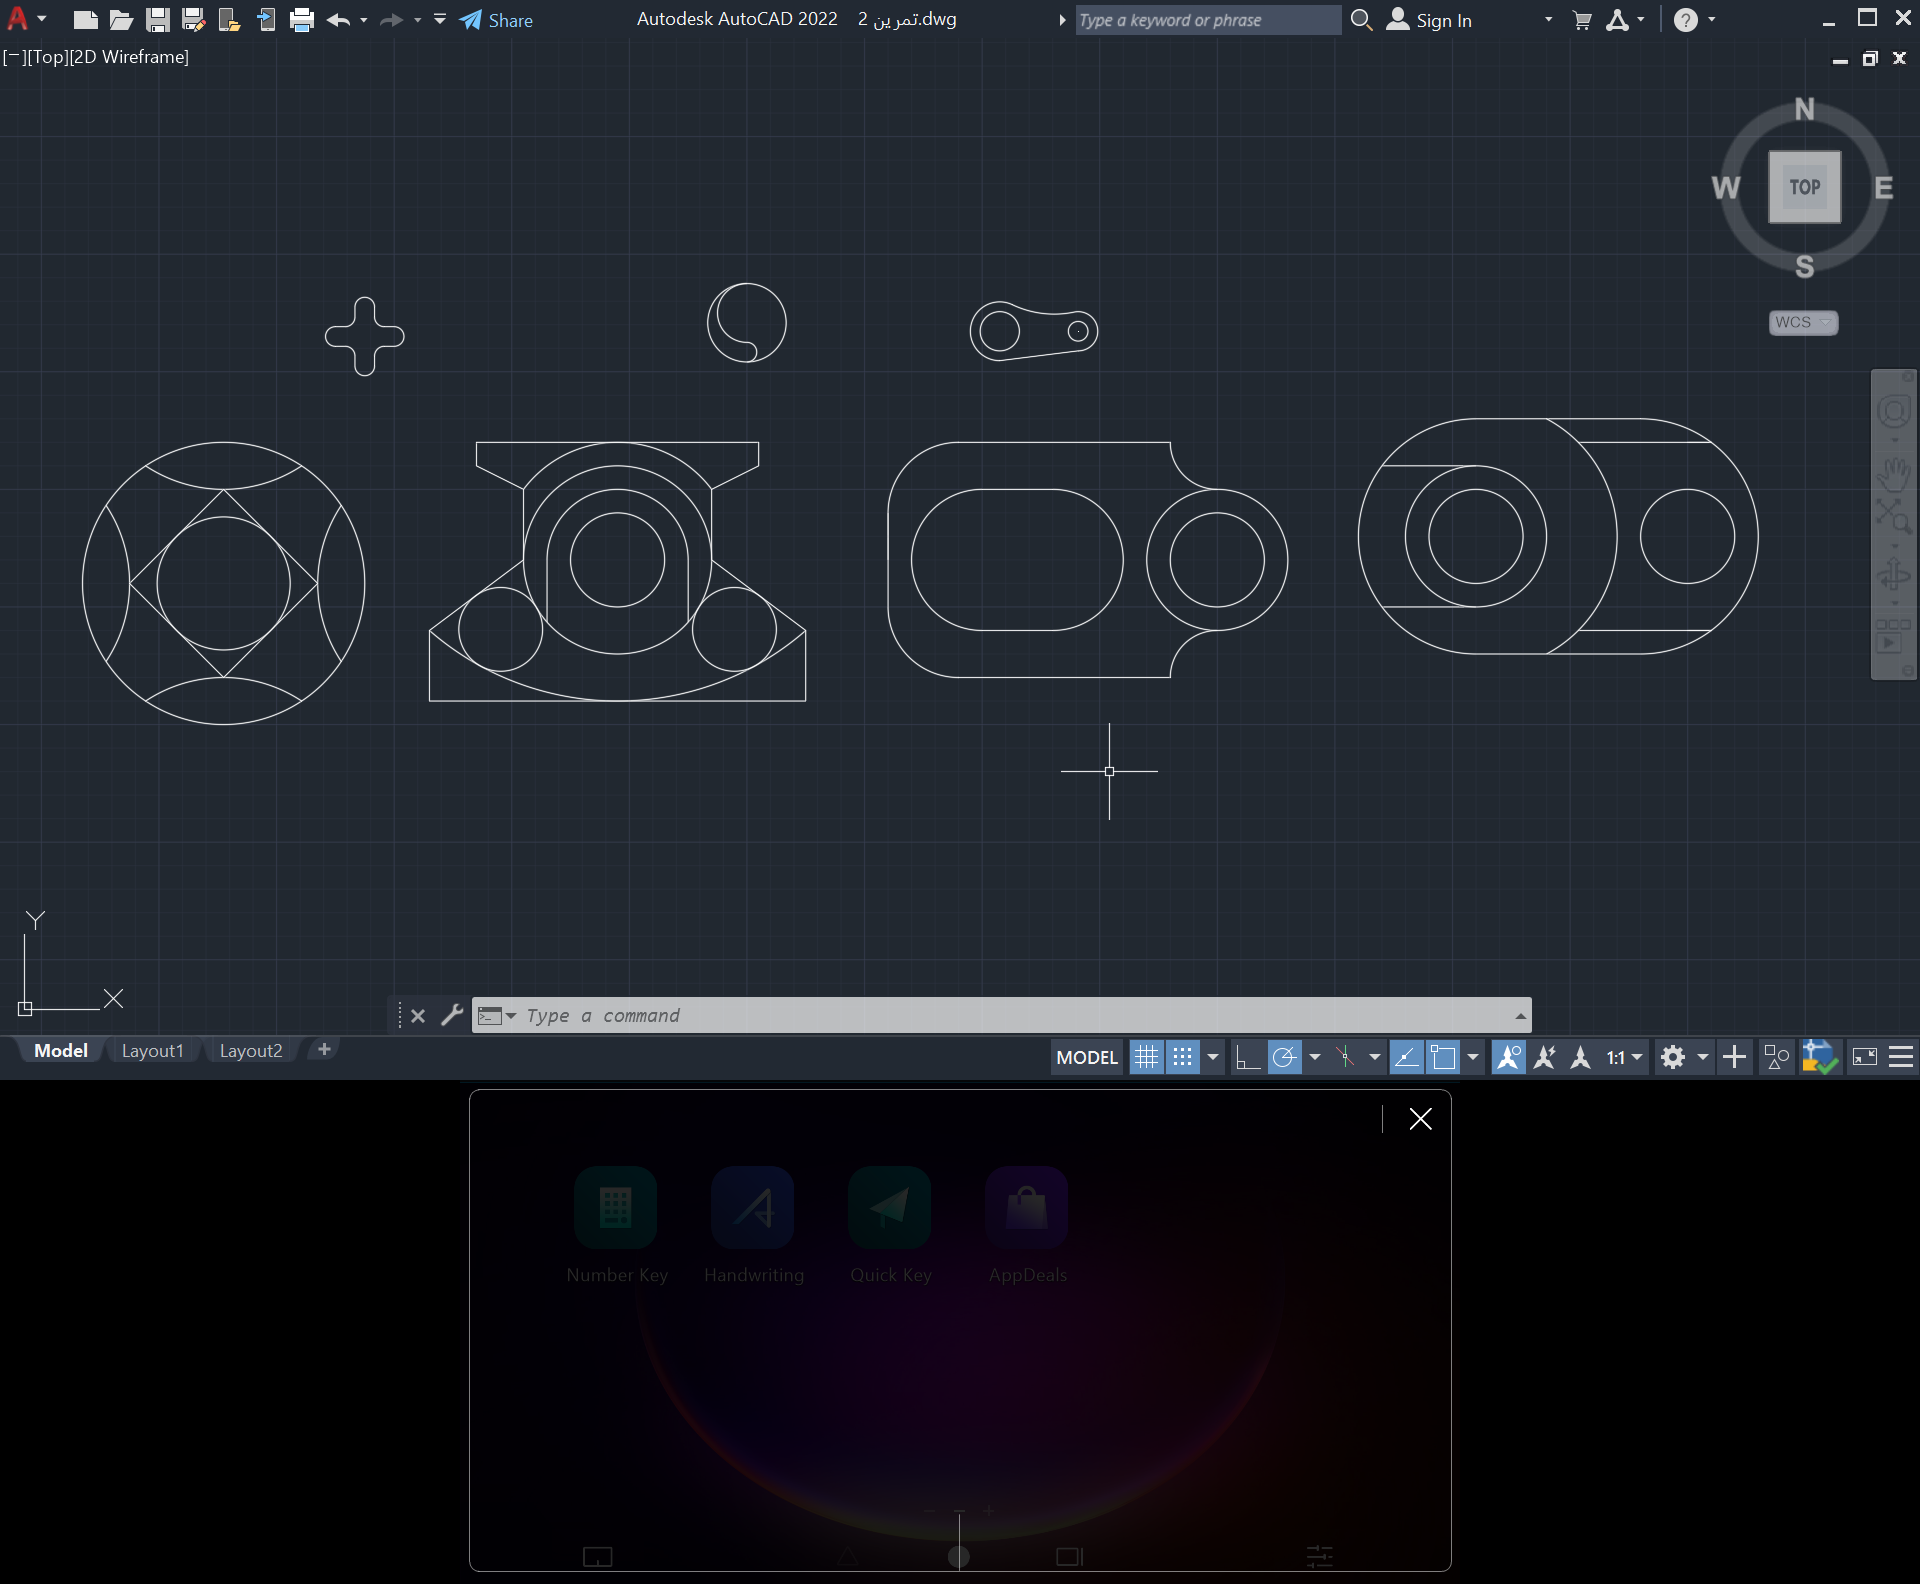 Share
Autodesk AutoCAD 2022 تمرين 2.dwg
Type a keyword or phrase
Sign In
[−][Top][2D Wireframe]
N
W
TOP
E
S
WCS
Y
X
Type a command
Model
Layout1
Layout2
MODEL
1:1
Number Key
Handwriting
Quick Key
AppDeals